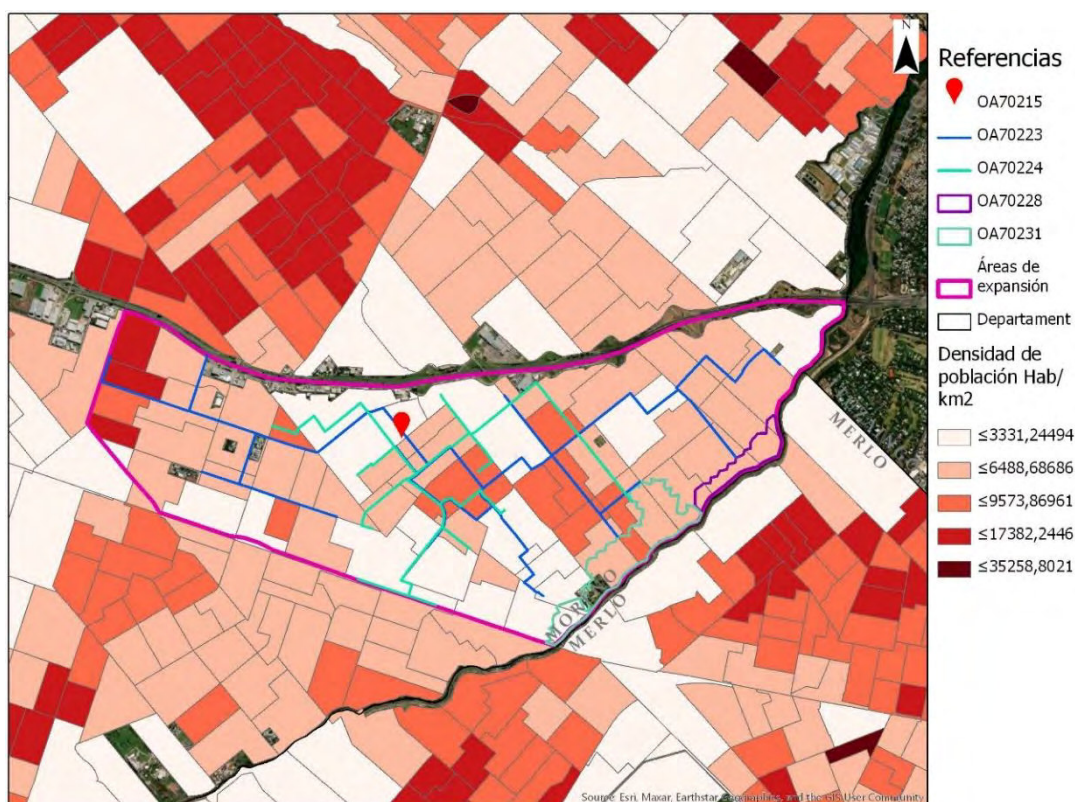 N
Referencias
OA70215
OA70223
OA70224
OA70228
OA70231
Áreas de
expansión
Departament
Densidad de
población Hab/
km2
≤3331,24494
≤6488,68686
≤9573,86961
≤17382,2446
≤35258,8021
MERLO
MORENO
MERLO
Source: Esri, Maxar, Earthstar Geographics, and the GIS User Community